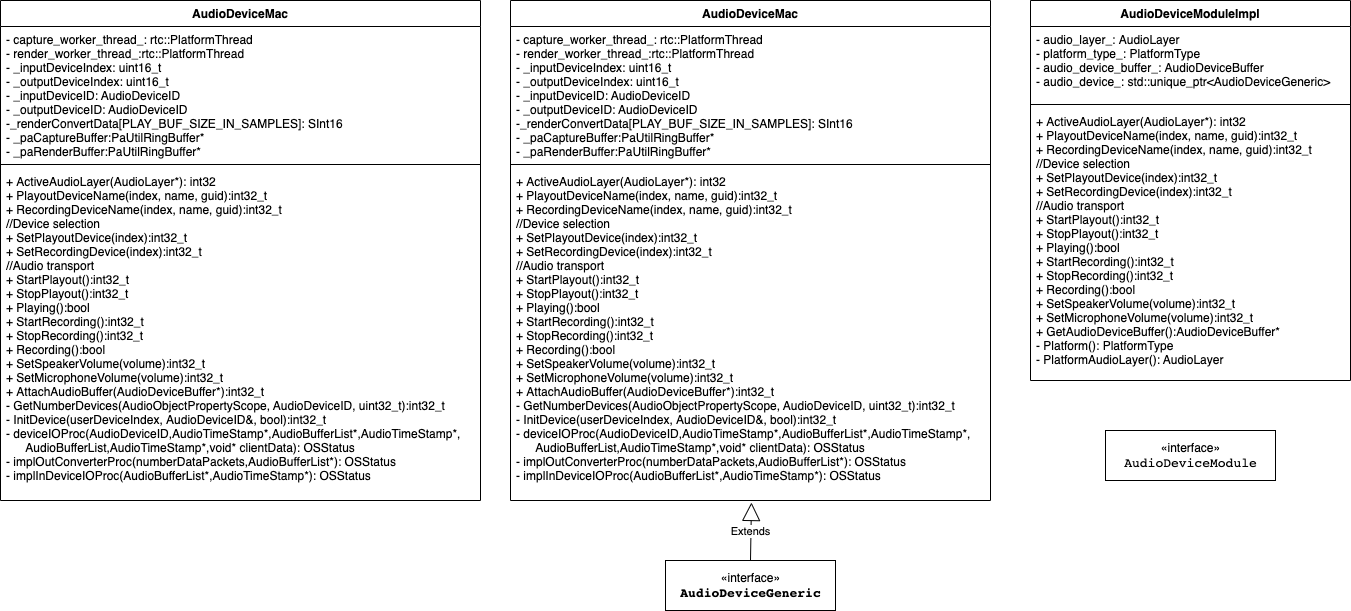 AudioDeviceMac
- capture_worker_thread_: rtc::PlatformThread
- render_worker_thread_:rtc::PlatformThread
- _inputDeviceIndex: uint16_t
- _outputDeviceIndex: uint16_t
- _inputDeviceID: AudioDeviceID
- _outputDeviceID: AudioDeviceID
-_renderConvertData[PLAY_BUF_SIZE_IN_SAMPLES]: SInt16
- _paCaptureBuffer:PaUtilRingBuffer*
- _paRenderBuffer:PaUtilRingBuffer*
+ ActiveAudioLayer(AudioLayer*): int32
+ PlayoutDeviceName(index, name, guid):int32_t
+ RecordingDeviceName(index, name, guid):int32_t
//Device selection
+ SetPlayoutDevice(index):int32_t
+ SetRecordingDevice(index):int32_t
//Audio transport
+ StartPlayout():int32_t
+ StopPlayout():int32_t
+ Playing():bool
+ StartRecording():int32_t
+ StopRecording():int32_t
+ Recording():bool
+ SetSpeakerVolume(volume):int32_t
+ SetMicrophoneVolume(volume):int32_t
+ AttachAudioBuffer(AudioDeviceBuffer*):int32_t
- GetNumberDevices(AudioObjectPropertyScope, AudioDeviceID, uint32_t):int32_t
- InitDevice(userDeviceIndex, AudioDeviceID&, bool):int32_t
- deviceIOProc(AudioDeviceID,AudioTimeStamp*,AudioBufferList*,AudioTimeStamp*,
AudioBufferList,AudioTimeStamp*,void* clientData): OSStatus
- implOutConverterProc(numberDataPackets,AudioBufferList*): OSStatus
- implInDeviceIOProc(AudioBufferList*,AudioTimeStamp*): OSStatus
AudioDeviceMac
- capture_worker_thread_: rtc::PlatformThread
- render_worker_thread_:rtc::PlatformThread
- _inputDeviceIndex: uint16_t
- _outputDeviceIndex: uint16_t
- _inputDeviceID: AudioDeviceID
- _outputDeviceID: AudioDeviceID
-_renderConvertData[PLAY_BUF_SIZE_IN_SAMPLES]: SInt16
- _paCaptureBuffer:PaUtilRingBuffer*
- _paRenderBuffer:PaUtilRingBuffer*
+ ActiveAudioLayer(AudioLayer*): int32
+ PlayoutDeviceName(index, name, guid):int32_t
+ RecordingDeviceName(index, name, guid):int32_t
//Device selection
+ SetPlayoutDevice(index):int32_t
+ SetRecordingDevice(index):int32_t
//Audio transport
+ StartPlayout():int32_t
+ StopPlayout():int32_t
+ Playing():bool
+ StartRecording():int32_t
+ StopRecording():int32_t
+ Recording():bool
+ SetSpeakerVolume(volume):int32_t
+ SetMicrophoneVolume(volume):int32_t
+ AttachAudioBuffer(AudioDeviceBuffer*):int32_t
- GetNumberDevices(AudioObjectPropertyScope, AudioDeviceID, uint32_t):int32_t
- InitDevice(userDeviceIndex, AudioDeviceID&, bool):int32_t
- deviceIOProc(AudioDeviceID,AudioTimeStamp*,AudioBufferList*,AudioTimeStamp*,
AudioBufferList,AudioTimeStamp*,void* clientData): OSStatus
- implOutConverterProc(numberDataPackets,AudioBufferList*): OSStatus
- implInDeviceIOProc(AudioBufferList*,AudioTimeStamp*): OSStatus
Extends
«interface»
AudioDeviceGeneric
AudioDeviceModuleImpl
- audio_layer_: AudioLayer
- platform_type_: PlatformType
- audio_device_buffer_: AudioDeviceBuffer
- audio_device_: std::unique_ptr<AudioDeviceGeneric>
+ ActiveAudioLayer(AudioLayer*): int32
+ PlayoutDeviceName(index, name, guid):int32_t
+ RecordingDeviceName(index, name, guid):int32_t
//Device selection
+ SetPlayoutDevice(index):int32_t
+ SetRecordingDevice(index):int32_t
//Audio transport
+ StartPlayout():int32_t
+ StopPlayout():int32_t
+ Playing():bool
+ StartRecording():int32_t
+ StopRecording():int32_t
+ Recording():bool
+ SetSpeakerVolume(volume):int32_t
+ SetMicrophoneVolume(volume):int32_t
+ GetAudioDeviceBuffer():AudioDeviceBuffer*
- Platform(): PlatformType
- PlatformAudioLayer(): AudioLayer
«interface»
AudioDeviceModule